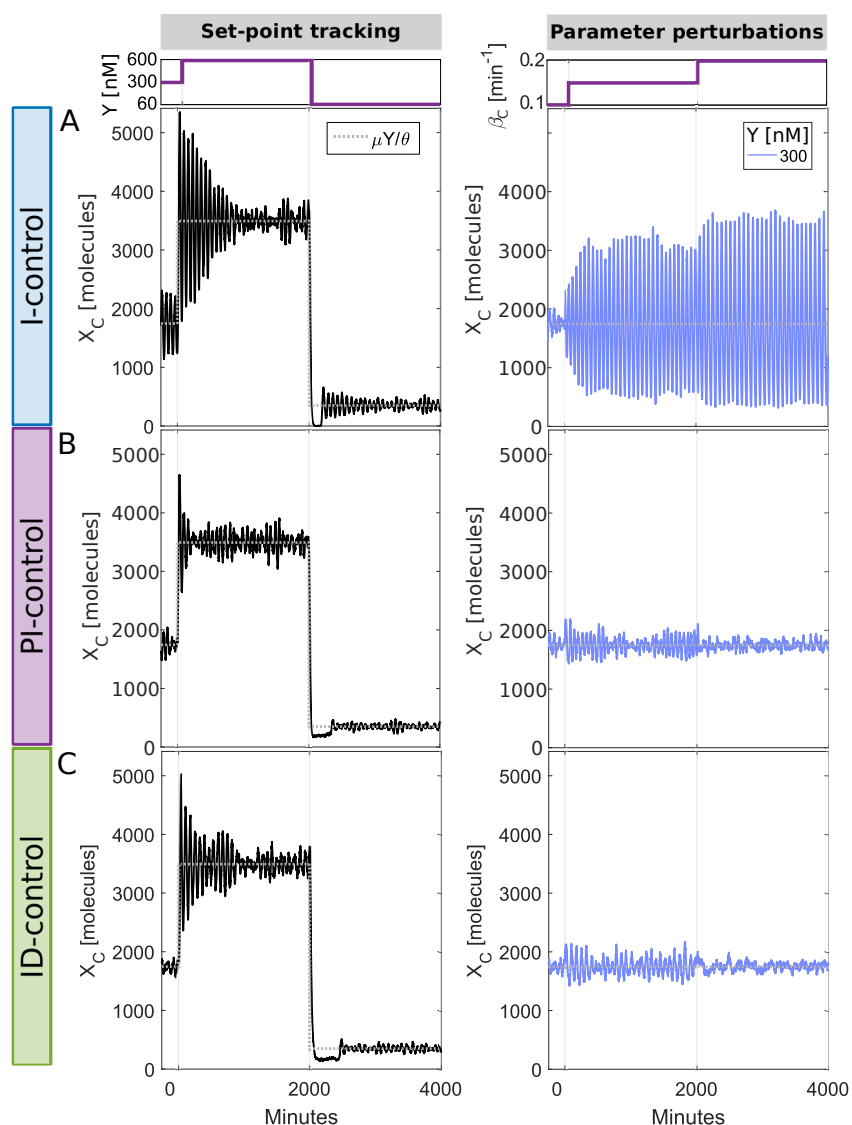 Set-point tracking
Parameter perturbations
Y [nM]
600
300
60
β_C [min⁻¹]
0.2
0.1
I-control
A
X_C [molecules]
5000
4000
3000
2000
1000
0
μY/θ
X_C [molecules]
5000
4000
3000
2000
1000
0
Y [nM]
300
PI-control
B
X_C [molecules]
5000
4000
3000
2000
1000
0
X_C [molecules]
5000
4000
3000
2000
1000
0
ID-control
C
X_C [molecules]
5000
4000
3000
2000
1000
0
0 2000 4000
Minutes
X_C [molecules]
5000
4000
3000
2000
1000
0
0 2000 4000
Minutes